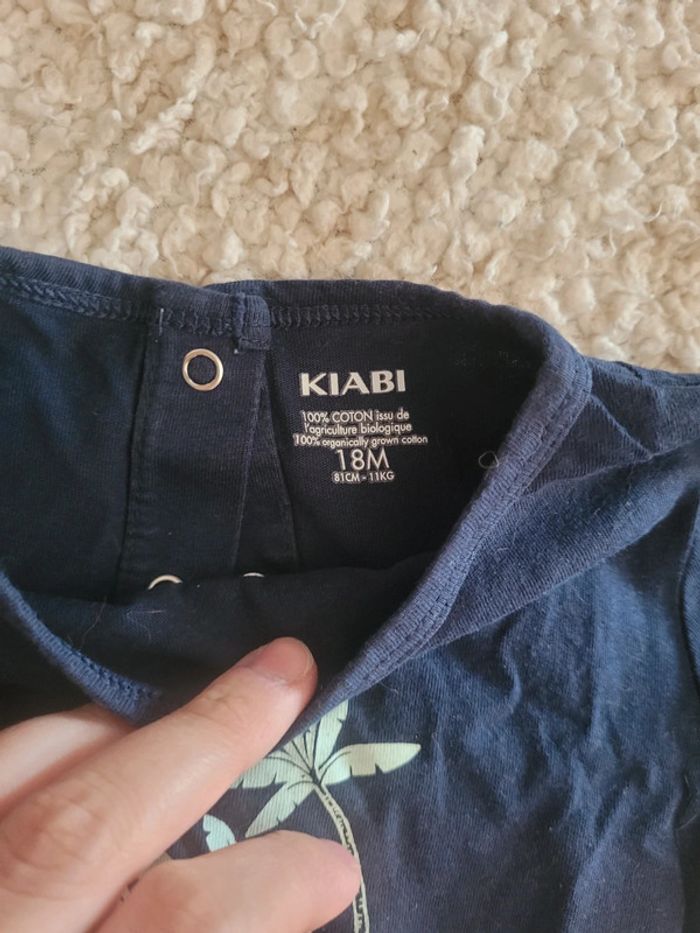 KIABI
100% COTON issu de
l'agriculture biologique
100% organically grown cotton
18M
81CM - 11KG